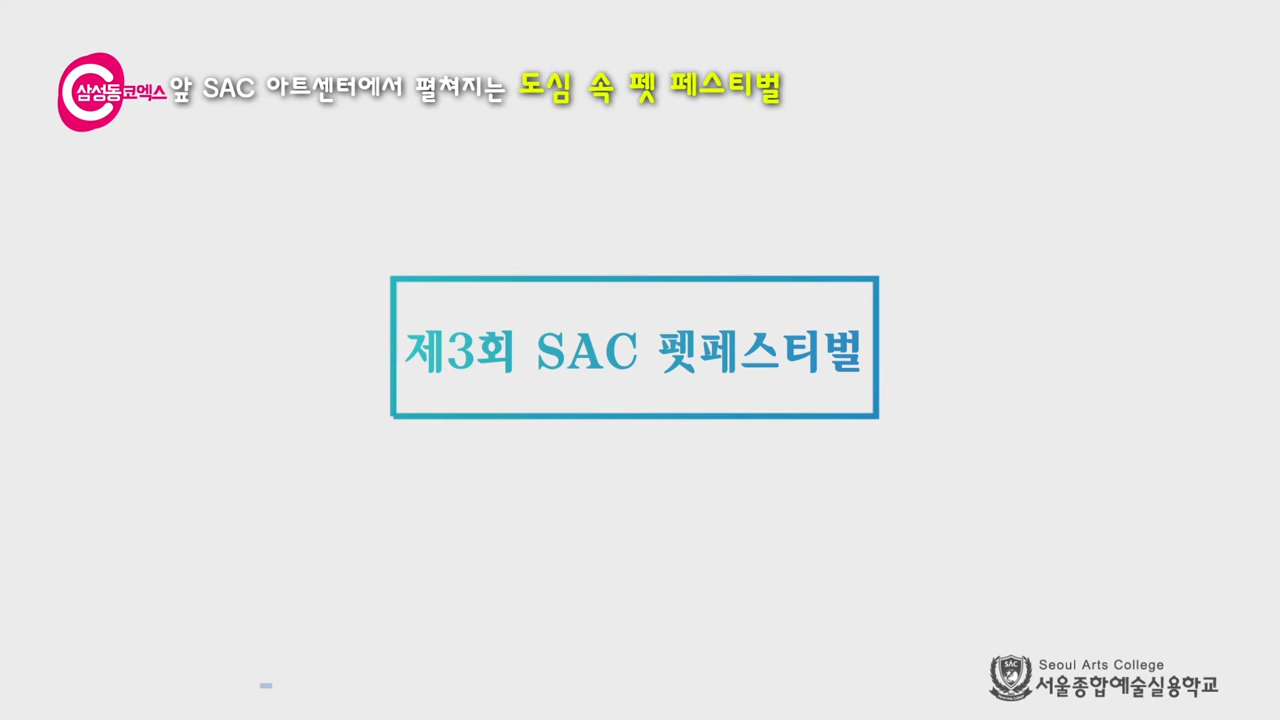 삼성동코엑스 앞 SAC 아트센터에서 펼쳐지는 도심 속 펫 페스티벌
제3회 SAC 펫페스티벌
SAC
Seoul Arts College
서울종합예술실용학교